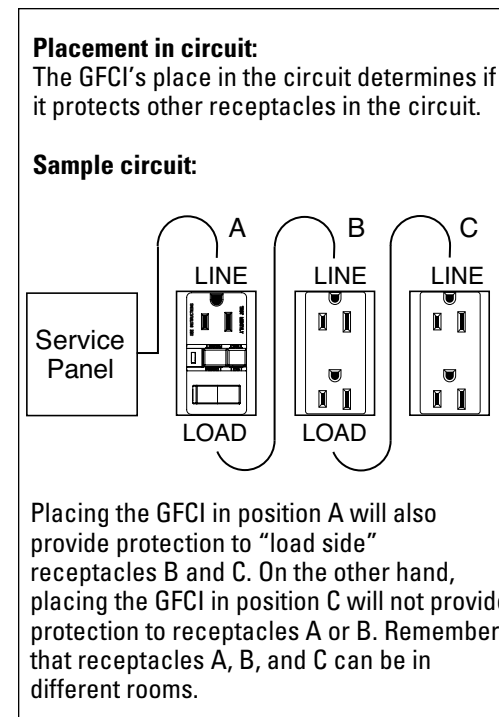 Placement in circuit:
The GFCI's place in the circuit determines if
it protects other receptacles in the circuit.
Sample circuit:
A B C
LINE LINE LINE
Service
Panel
LOAD LOAD
Placing the GFCI in position A will also
provide protection to “load side”
receptacles B and C. On the other hand,
placing the GFCI in position C will not provide
protection to receptacles A or B. Remember
that receptacles A, B, and C can be in
different rooms.